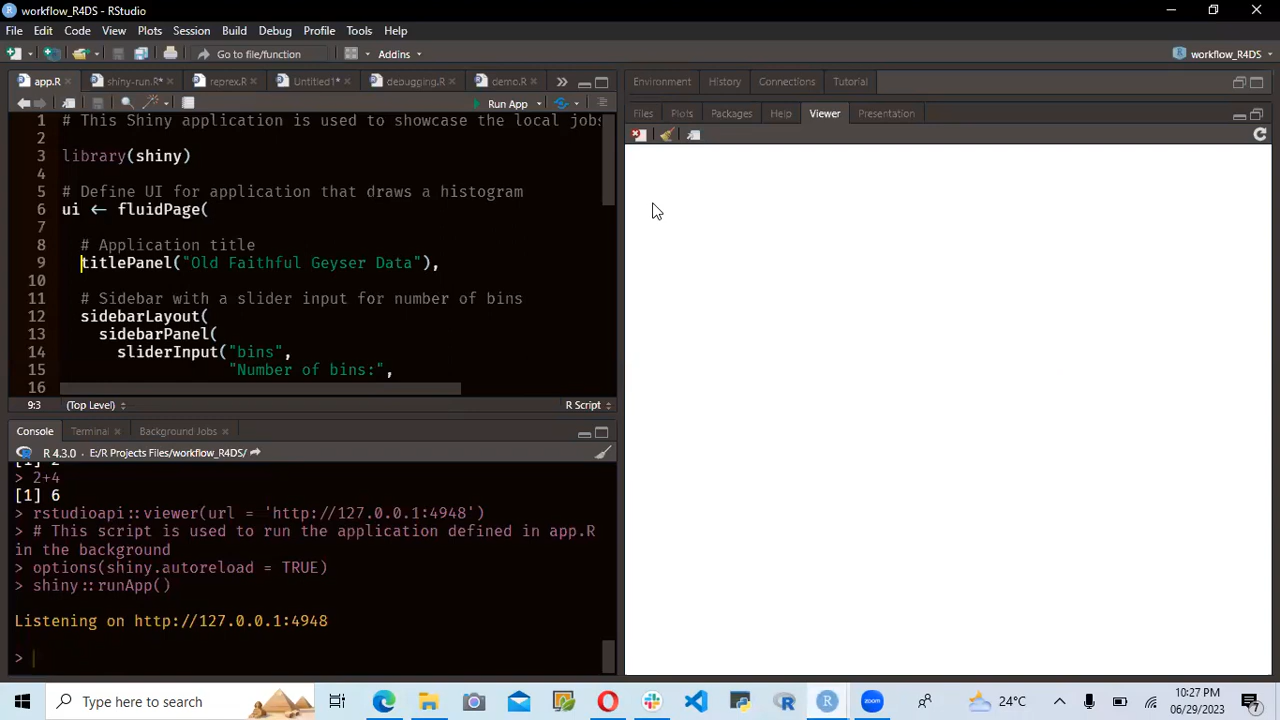 workflow_R4DS - RStudio
File Edit Code View Plots Session Build Debug Profile Tools Help
Go to file/function Addins workflow_R4DS
app.R shiny-run.R* reprex.R Untitled1* debugging.R demo.R
Environment History Connections Tutorial
Run App
Files Plots Packages Help Viewer Presentation
1 # This Shiny application is used to showcase the local jobs
2
3 library(shiny)
4
5 # Define UI for application that draws a histogram
6 ui <- fluidPage(
7
8 # Application title
9 titlePanel("Old Faithful Geyser Data"),
10
11 # Sidebar with a slider input for number of bins
12 sidebarLayout(
13 sidebarPanel(
14 sliderInput("bins",
15 "Number of bins:",
16
9:3 (Top Level) R Script
Console Terminal Background Jobs
R 4.3.0 · E:/R Projects Files/workflow_R4DS/
[1] 2
> 2+4
[1] 6
> rstudioapi::viewer(url = 'http://127.0.0.1:4948')
> # This script is used to run the application defined in app.R
in the background
> options(shiny.autoreload = TRUE)
> shiny::runApp()
Listening on http://127.0.0.1:4948
>
Type here to search
24°C
10:27 PM
06/29/2023
7